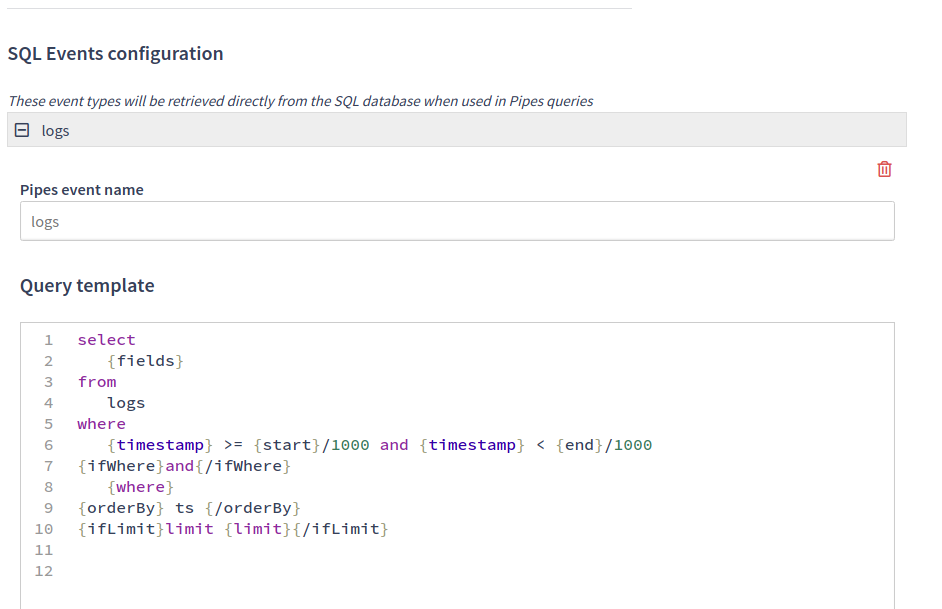 SQL Events configuration
These event types will be retrieved directly from the SQL database when used in Pipes queries
logs
Pipes event name
logs
Query template
1 select
2 {fields}
3 from
4 logs
5 where
6 {timestamp} >= {start}/1000 and {timestamp} < {end}/1000
7 {ifWhere}and{/ifWhere}
8 {where}
9 {orderBy} ts {/orderBy}
10 {ifLimit}limit {limit}{/ifLimit}
11
12